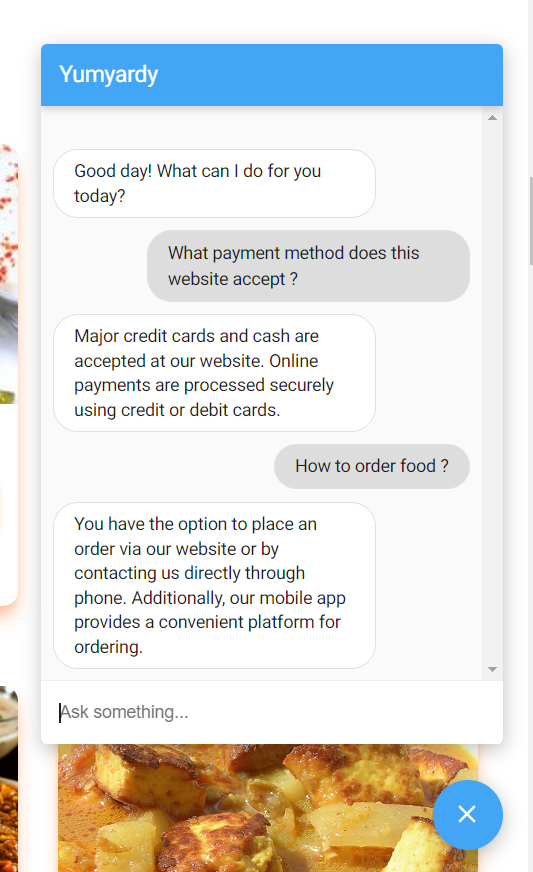 Yumyardy
Good day! What can I do for you
today?
What payment method does this
website accept ?
Major credit cards and cash are
accepted at our website. Online
payments are processed securely
using credit or debit cards.
How to order food ?
You have the option to place an
order via our website or by
contacting us directly through
phone. Additionally, our mobile app
provides a convenient platform for
ordering.
Ask something...